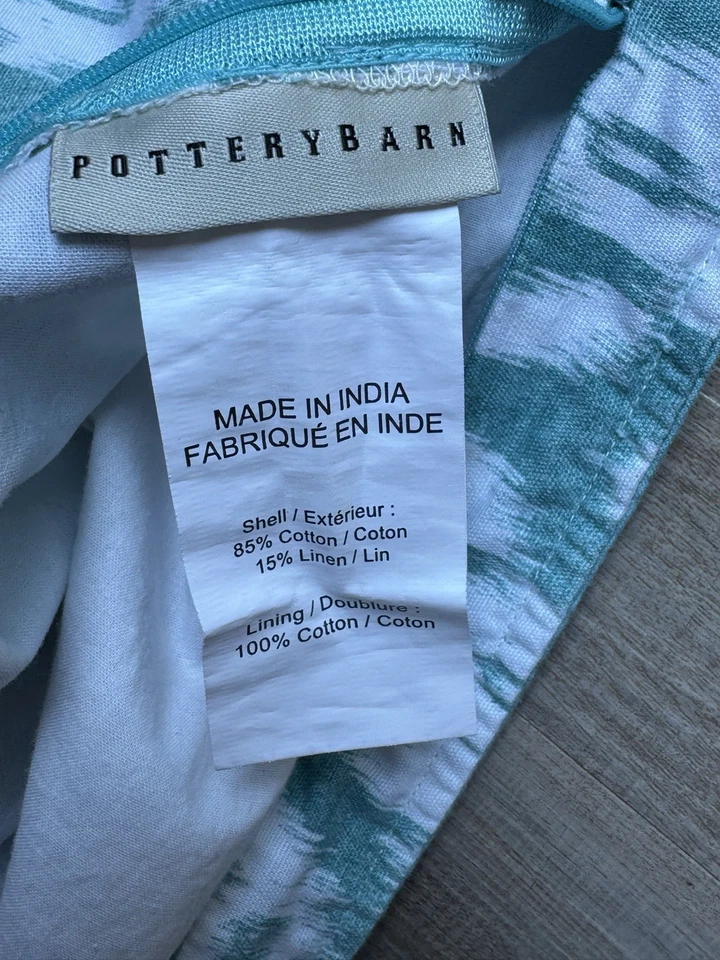 POTTERYBARN
MADE IN INDIA
FABRIQUÉ EN INDE
Shell / Extérieur :
85% Cotton / Coton
15% Linen / Lin
Lining / Doublure :
100% Cotton / Coton